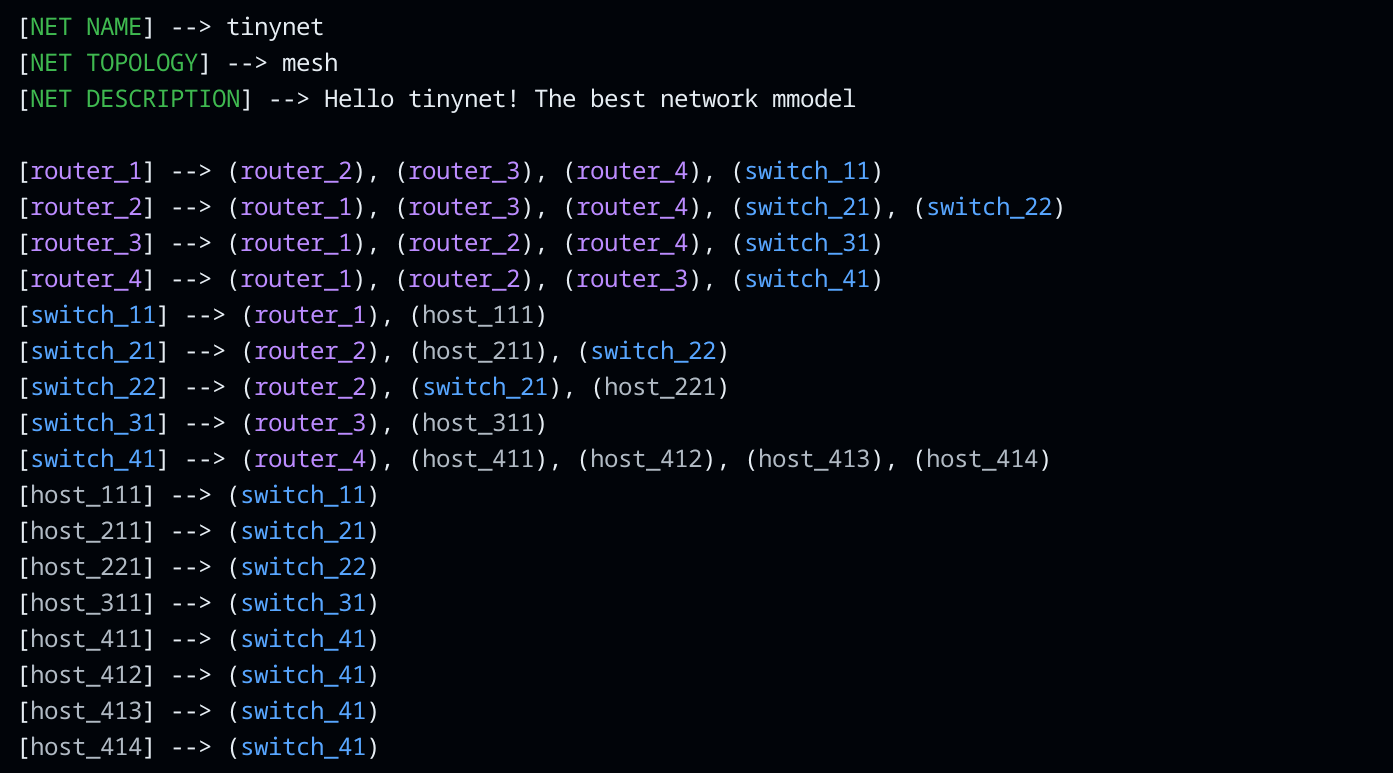 [NET NAME] --> tinynet
[NET TOPOLOGY] --> mesh
[NET DESCRIPTION] --> Hello tinynet! The best network mmodel
[router_1] --> (router_2), (router_3), (router_4), (switch_11)
[router_2] --> (router_1), (router_3), (router_4), (switch_21), (switch_22)
[router_3] --> (router_1), (router_2), (router_4), (switch_31)
[router_4] --> (router_1), (router_2), (router_3), (switch_41)
[switch_11] --> (router_1), (host_111)
[switch_21] --> (router_2), (host_211), (switch_22)
[switch_22] --> (router_2), (switch_21), (host_221)
[switch_31] --> (router_3), (host_311)
[switch_41] --> (router_4), (host_411), (host_412), (host_413), (host_414)
[host_111] --> (switch_11)
[host_211] --> (switch_21)
[host_221] --> (switch_22)
[host_311] --> (switch_31)
[host_411] --> (switch_41)
[host_412] --> (switch_41)
[host_413] --> (switch_41)
[host_414] --> (switch_41)